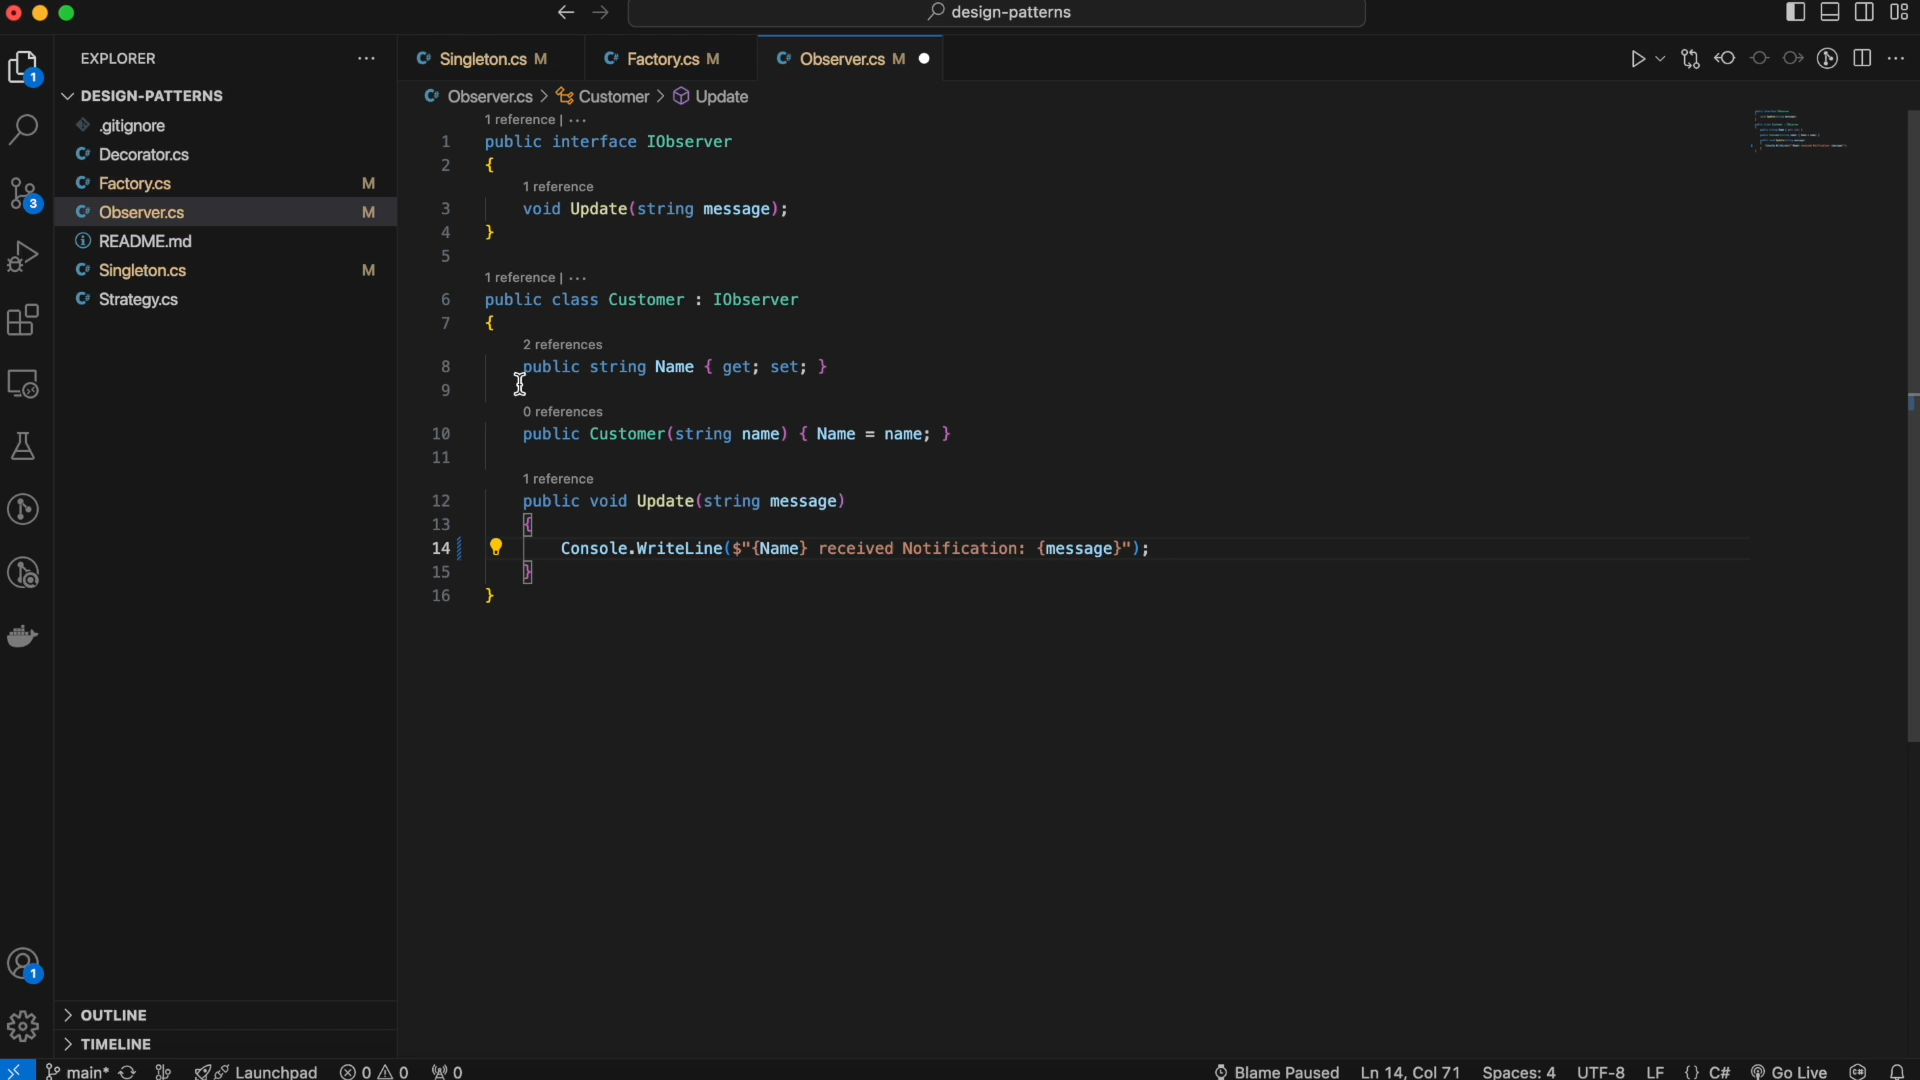 design-patterns
EXPLORER
Singleton.cs M
Factory.cs M
Observer.cs M
DESIGN-PATTERNS
.gitignore
Decorator.cs
Factory.cs M
Observer.cs M
README.md
Singleton.cs M
Strategy.cs
Observer.cs > Customer > Update
1 reference | ···
1 public interface IObserver
2 {
1 reference
3 void Update(string message);
4 }
5
1 reference | ···
6 public class Customer : IObserver
7 {
2 references
8 public string Name { get; set; }
9
0 references
10 public Customer(string name) { Name = name; }
11
1 reference
12 public void Update(string message)
13 {
14 Console.WriteLine($"{Name} received Notification: {message}");
15 }
16 }
1
3
1
OUTLINE
TIMELINE
main* Launchpad 0 0 0 Blame Paused Ln 14, Col 71 Spaces: 4 UTF-8 LF {} C# Go Live